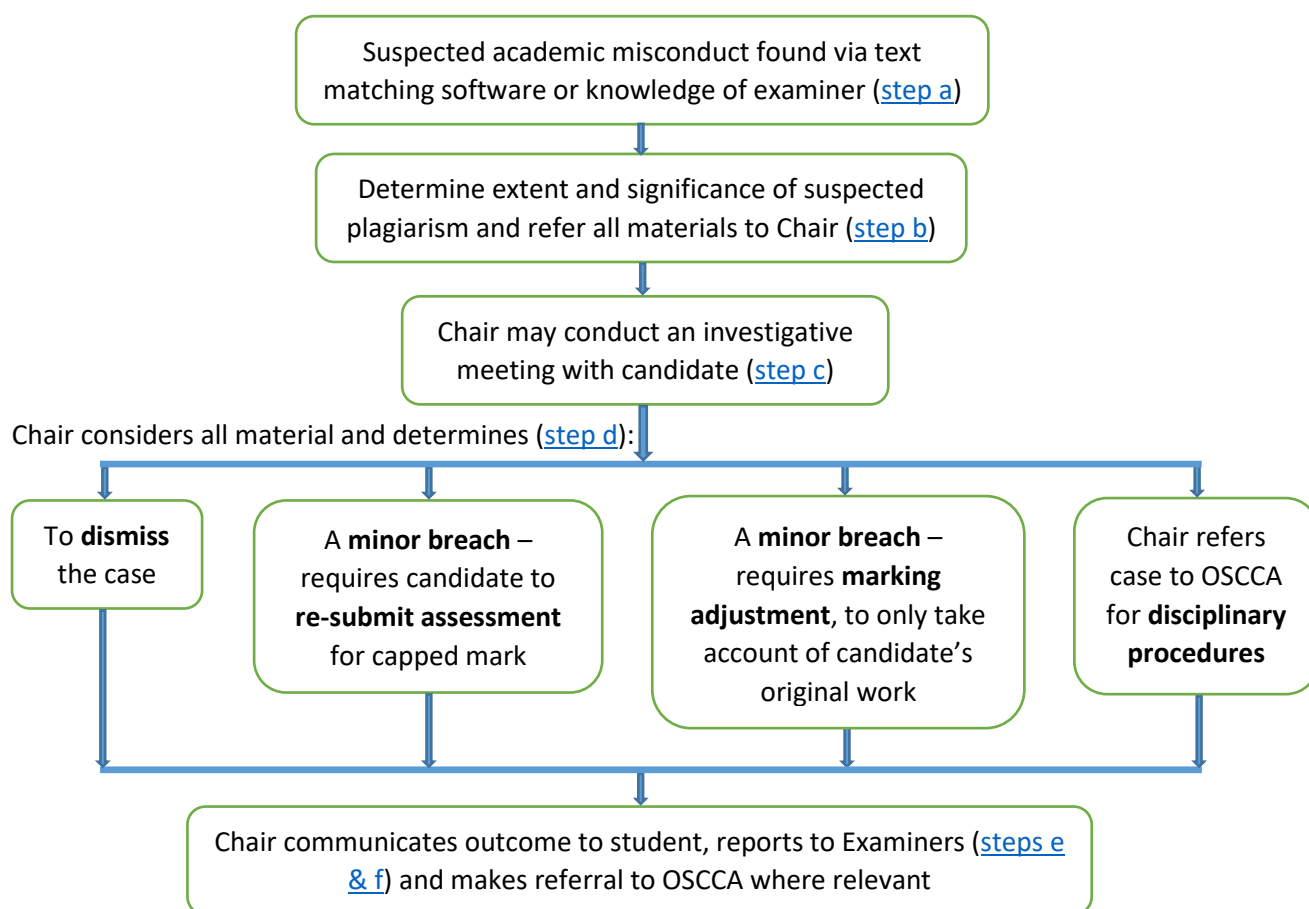 Suspected academic misconduct found via text
matching software or knowledge of examiner (step a)
Determine extent and significance of suspected
plagiarism and refer all materials to Chair (step b)
Chair may conduct an investigative
meeting with candidate (step c)
Chair considers all material and determines (step d):
To dismiss
the case
A minor breach –
requires candidate to
re-submit assessment
for capped mark
A minor breach –
requires marking
adjustment, to only take
account of candidate’s
original work
Chair refers
case to OSCCA
for disciplinary
procedures
Chair communicates outcome to student, reports to Examiners (steps e
& f) and makes referral to OSCCA where relevant